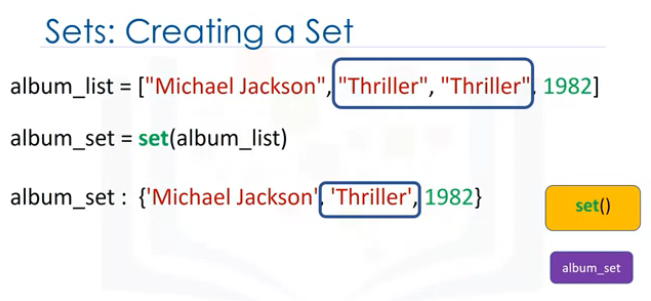 Sets: Creating a Set
album_list = ["Michael Jackson", "Thriller", "Thriller", 1982]
album_set = set(album_list)
album_set : {'Michael Jackson', 'Thriller', 1982}
set()
album_set